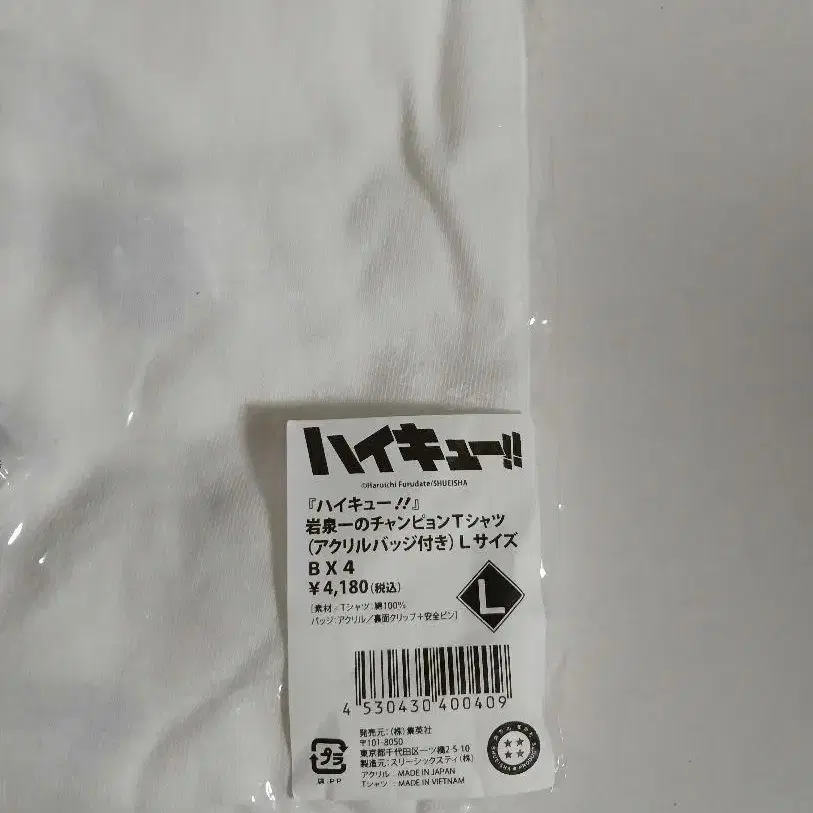 ハイキュー!!
©Haruichi Furudate/SHUEISHA
『ハイキュー!!』
岩泉一のチャンピョンTシャツ
(アクリルバッジ付き) Lサイズ
BX4
¥4,180(税込)
L
[素材/Tシャツ:綿100%
バッジ:アクリル/裏面クリップ+安全ピン]
4 530430 400409
発売元:(株)集英社
〒101-8050
東京都千代田区一ツ橋2-5-10
製造元:スリーシックスティ(株)
アクリル:MADE IN JAPAN
Tシャツ:MADE IN VIETNAM
プラ
袋:PP